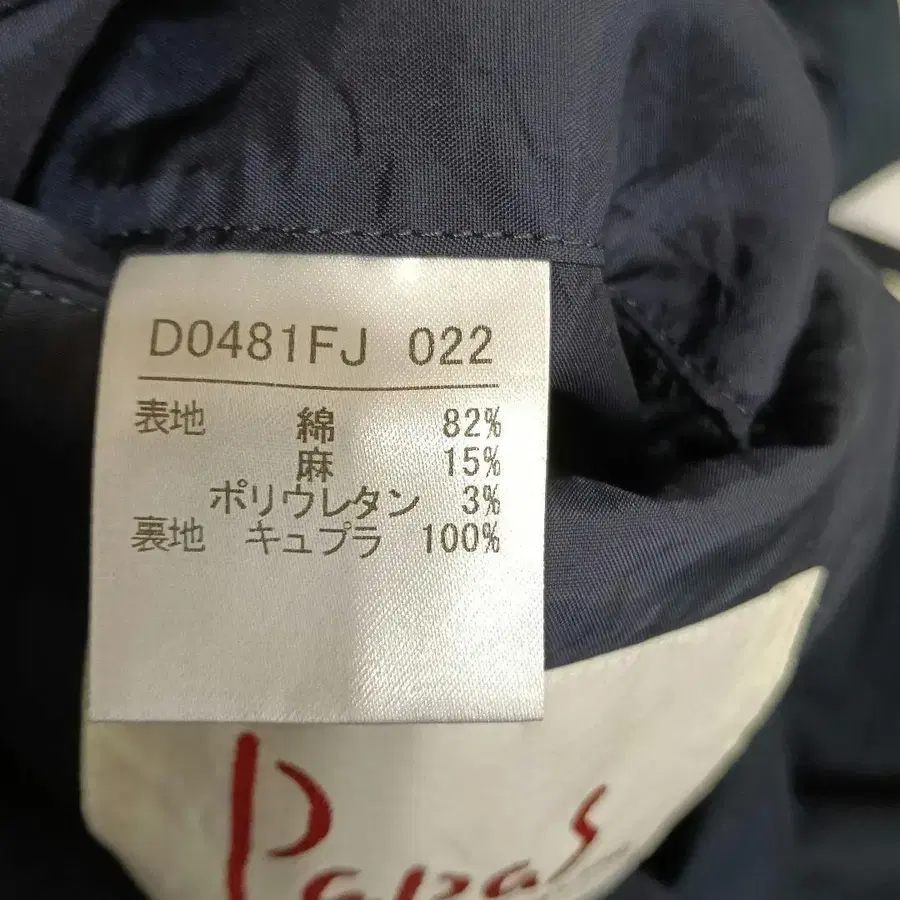 D0481FJ 022
表地 綿 82%
麻 15%
ポリウレタン 3%
裏地 キュプラ 100%
Papas